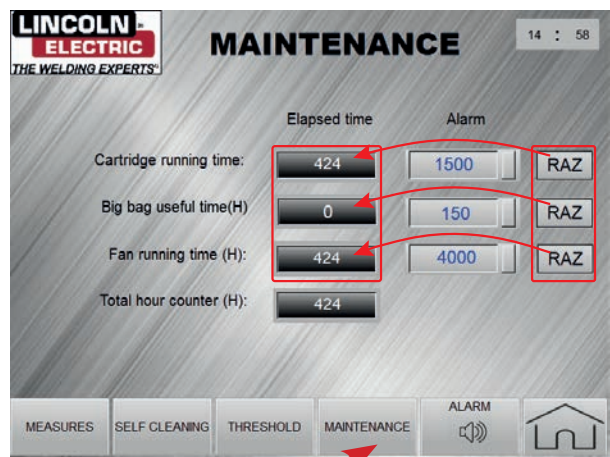 LINCOLN
ELECTRIC
THE WELDING EXPERTS®
MAINTENANCE
14 : 58
Elapsed time Alarm
Cartridge running time: 424 1500 RAZ
Big bag useful time(H) 0 150 RAZ
Fan running time (H): 424 4000 RAZ
Total hour counter (H): 424
MEASURES SELF CLEANING THRESHOLD MAINTENANCE ALARM